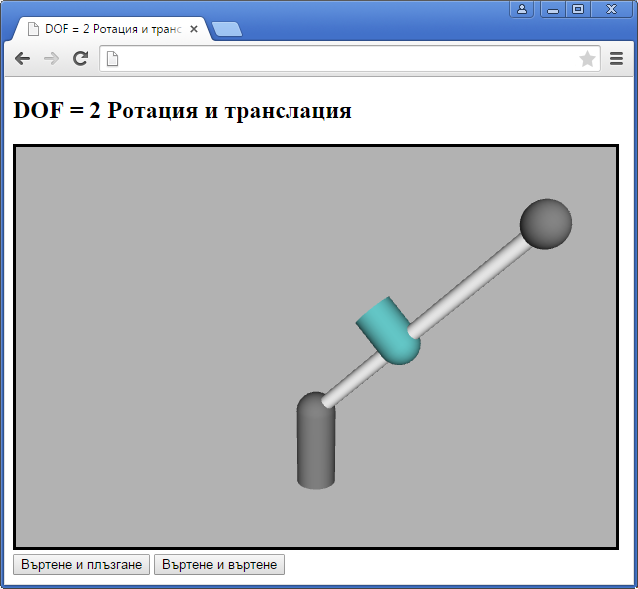 DOF = 2 Ротация и транс
DOF = 2 Ротация и транслация
Въртене и плъзгане
Въртене и въртене